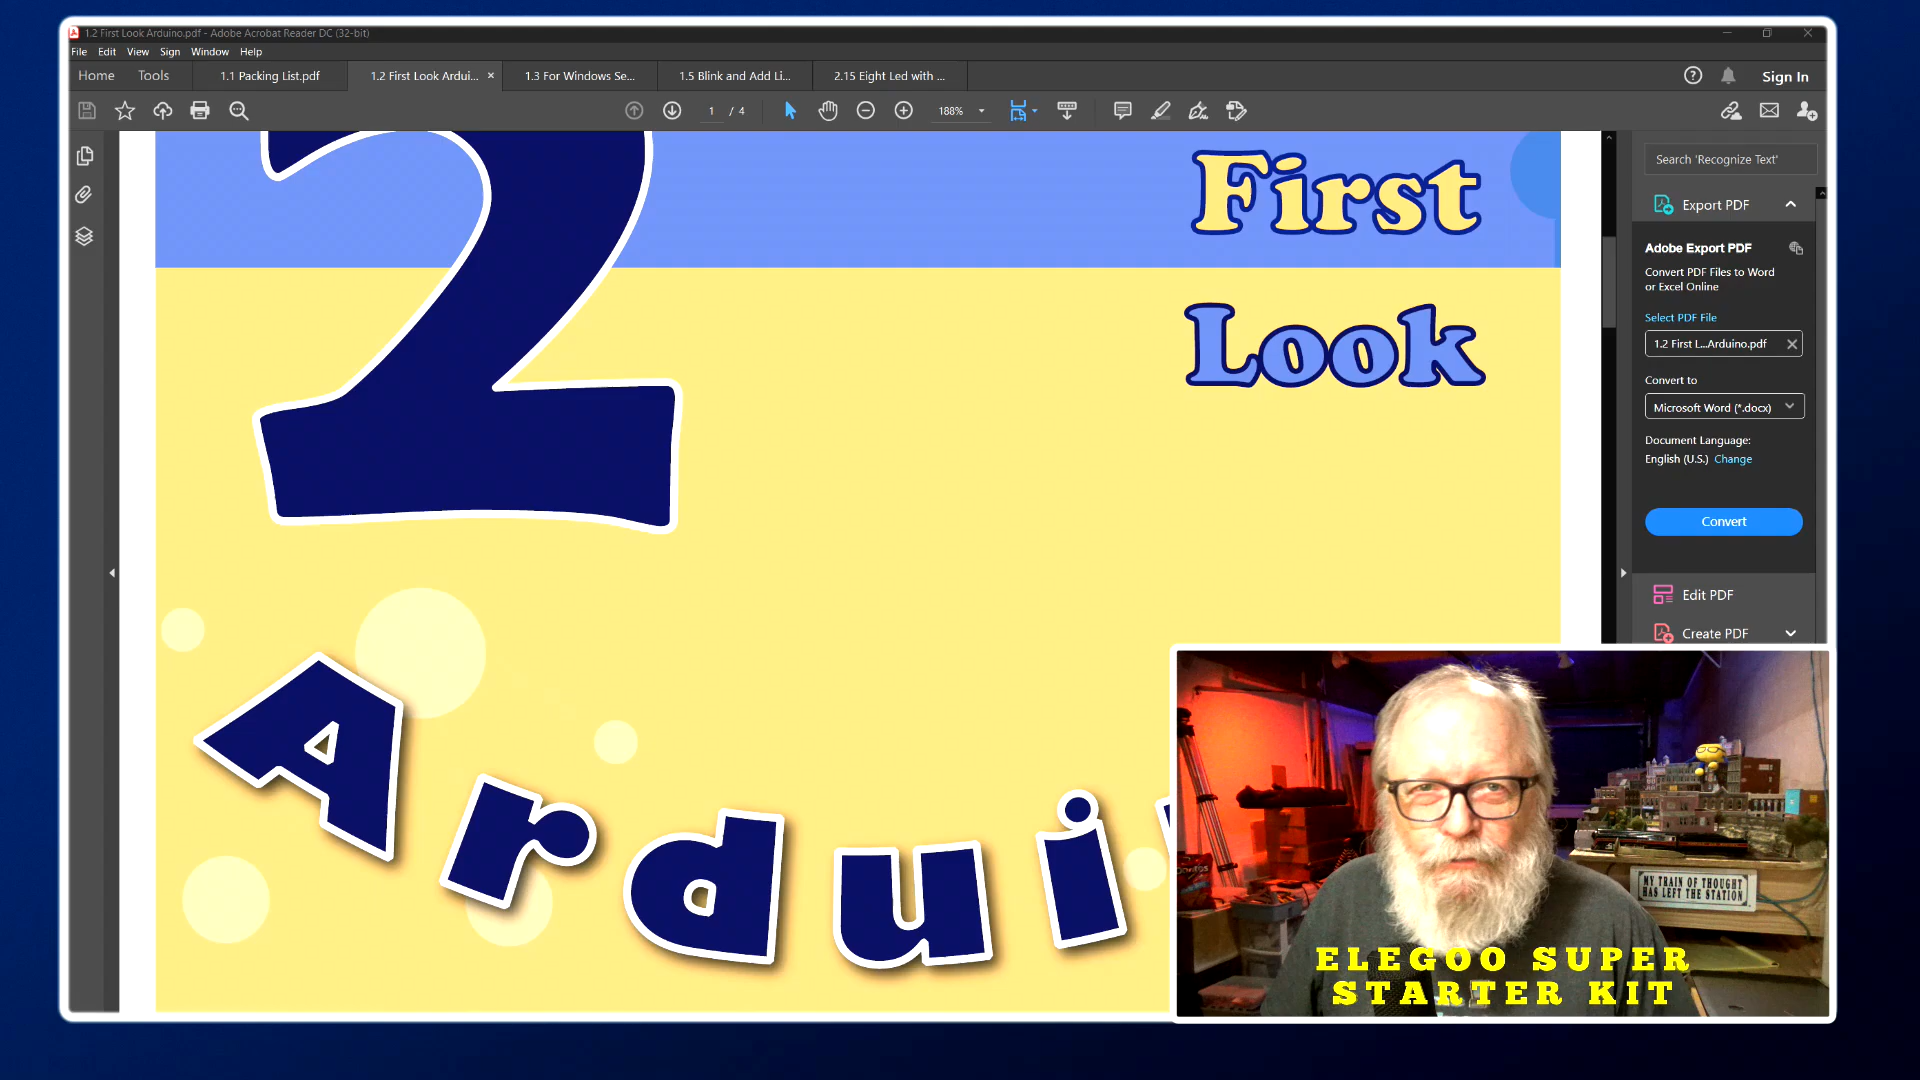 1.2 First Look Arduino.pdf - Adobe Acrobat Reader DC (32-bit)
File Edit View Sign Window Help
Home Tools 1.1 Packing List.pdf 1.2 First Look Ardui... × 1.3 For Windows Se... 1.5 Blink and Add Li... 2.15 Eight Led with ... Sign In
1 / 4 188%
2
First
Look
Ardui
Search 'Recognize Text'
Export PDF
Adobe Export PDF
Convert PDF Files to Word
or Excel Online
Select PDF File
1.2 First L...Arduino.pdf
Convert to
Microsoft Word (*.docx)
Document Language:
English (U.S.) Change
Convert
Edit PDF
Create PDF
Doritos
MY TRAIN OF THOUGHT
HAS LEFT THE STATION
ELEGOO SUPER
STARTER KIT